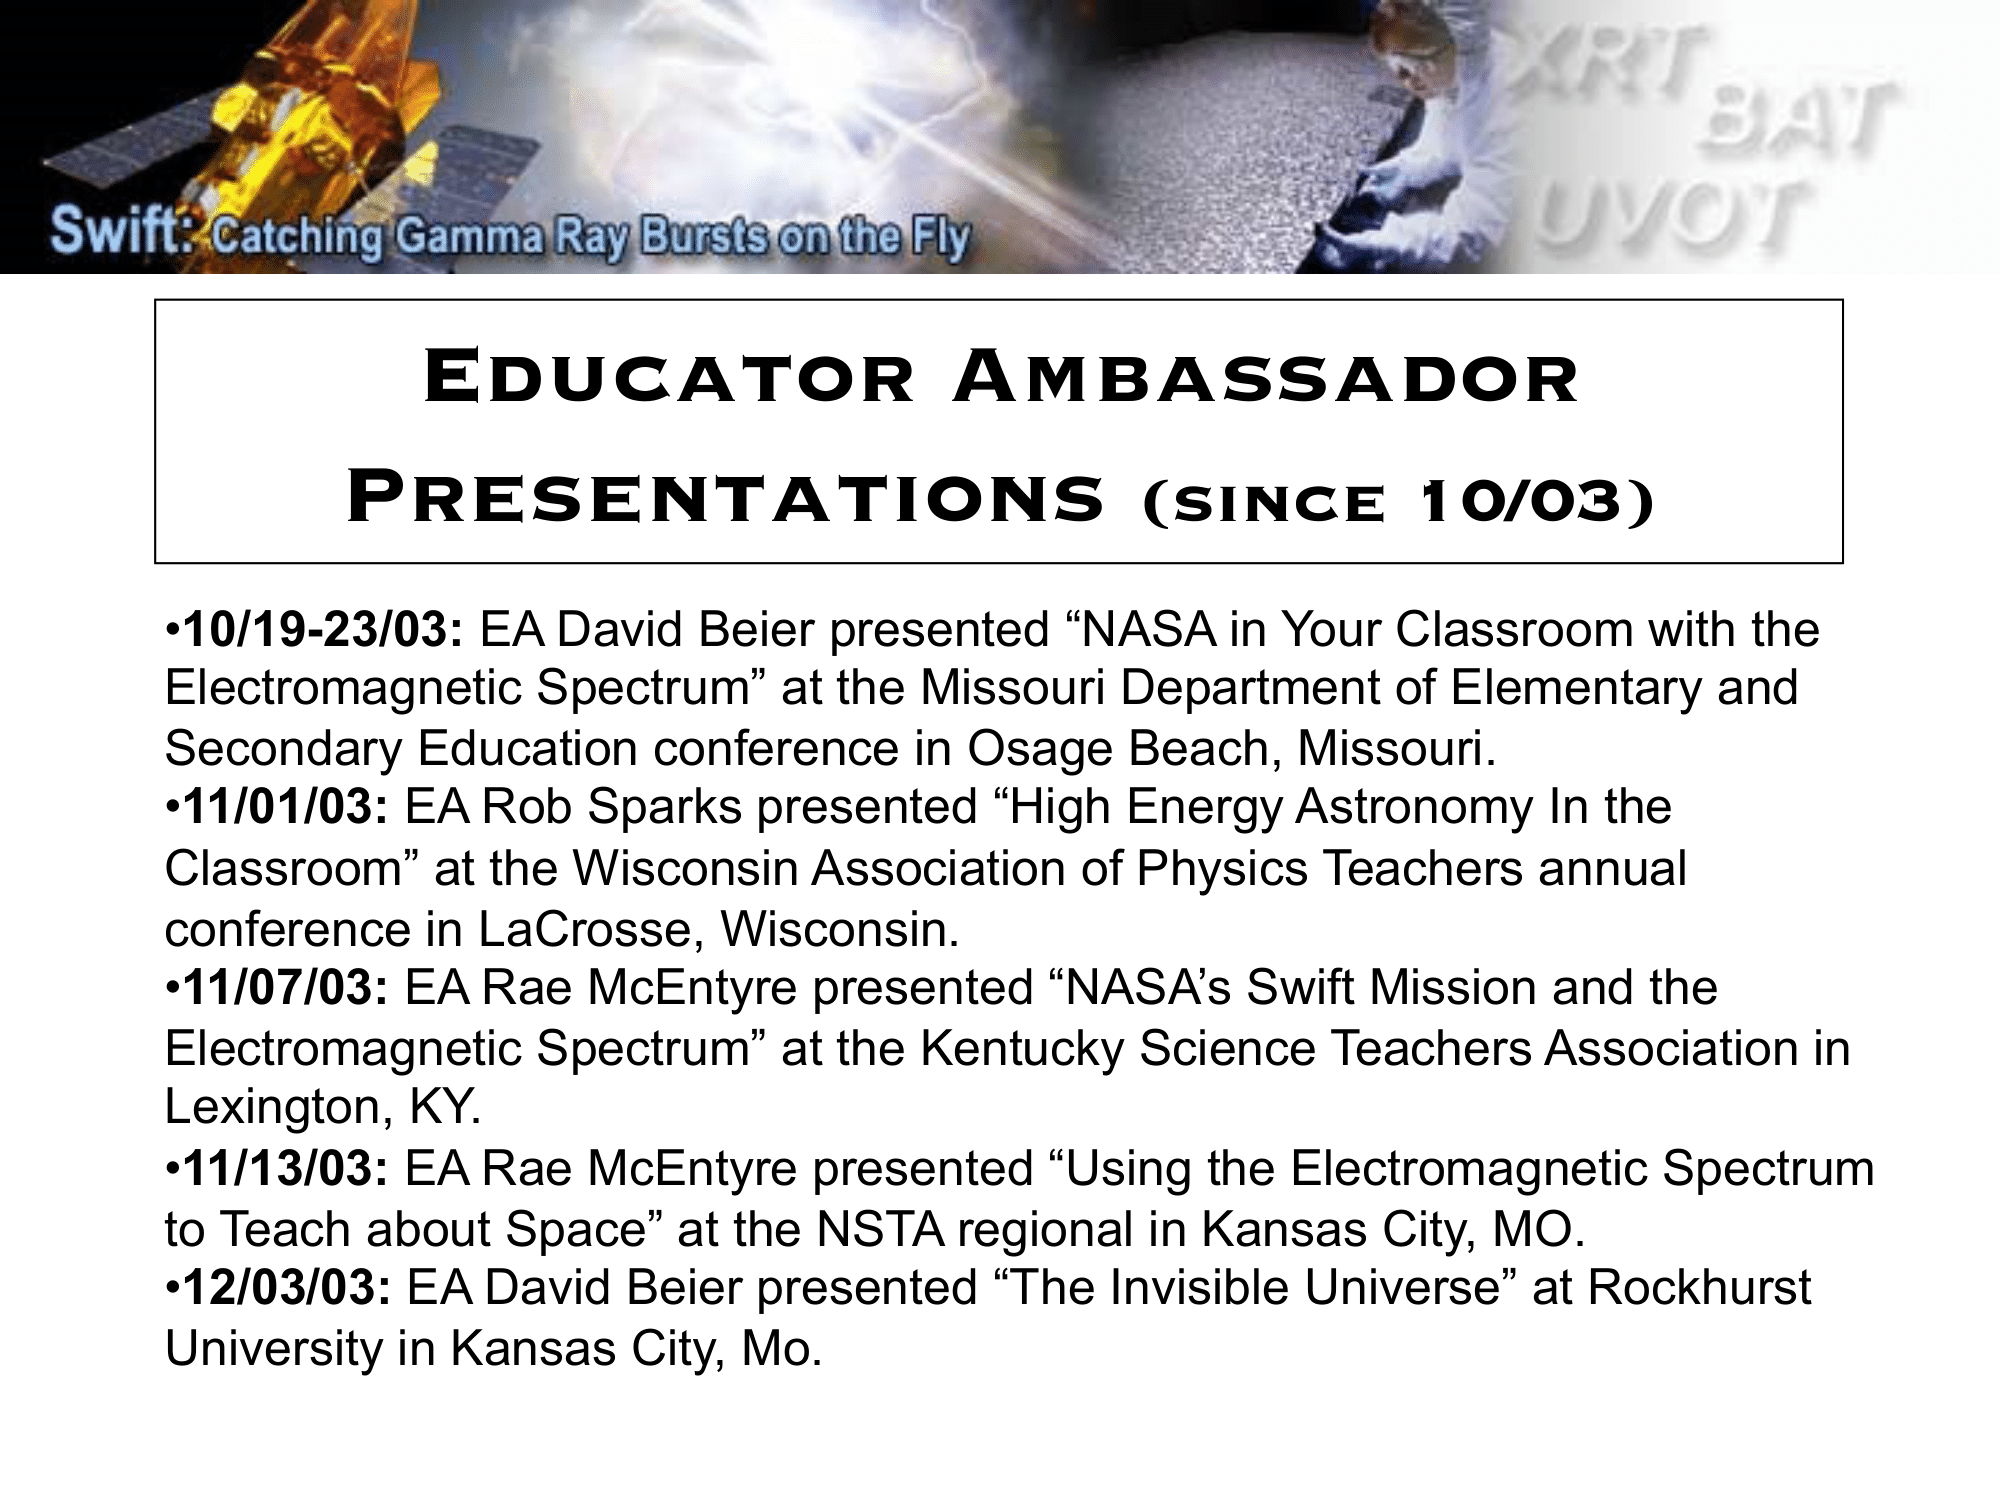 XRT
BAT
UVOT
Swift: Catching Gamma Ray Bursts on the Fly
EDUCATOR AMBASSADOR
PRESENTATIONS (SINCE 10/03)
•10/19-23/03: EA David Beier presented “NASA in Your Classroom with the
Electromagnetic Spectrum” at the Missouri Department of Elementary and
Secondary Education conference in Osage Beach, Missouri.
•11/01/03: EA Rob Sparks presented “High Energy Astronomy In the
Classroom” at the Wisconsin Association of Physics Teachers annual
conference in LaCrosse, Wisconsin.
•11/07/03: EA Rae McEntyre presented “NASA’s Swift Mission and the
Electromagnetic Spectrum” at the Kentucky Science Teachers Association in
Lexington, KY.
•11/13/03: EA Rae McEntyre presented “Using the Electromagnetic Spectrum
to Teach about Space” at the NSTA regional in Kansas City, MO.
•12/03/03: EA David Beier presented “The Invisible Universe” at Rockhurst
University in Kansas City, Mo.